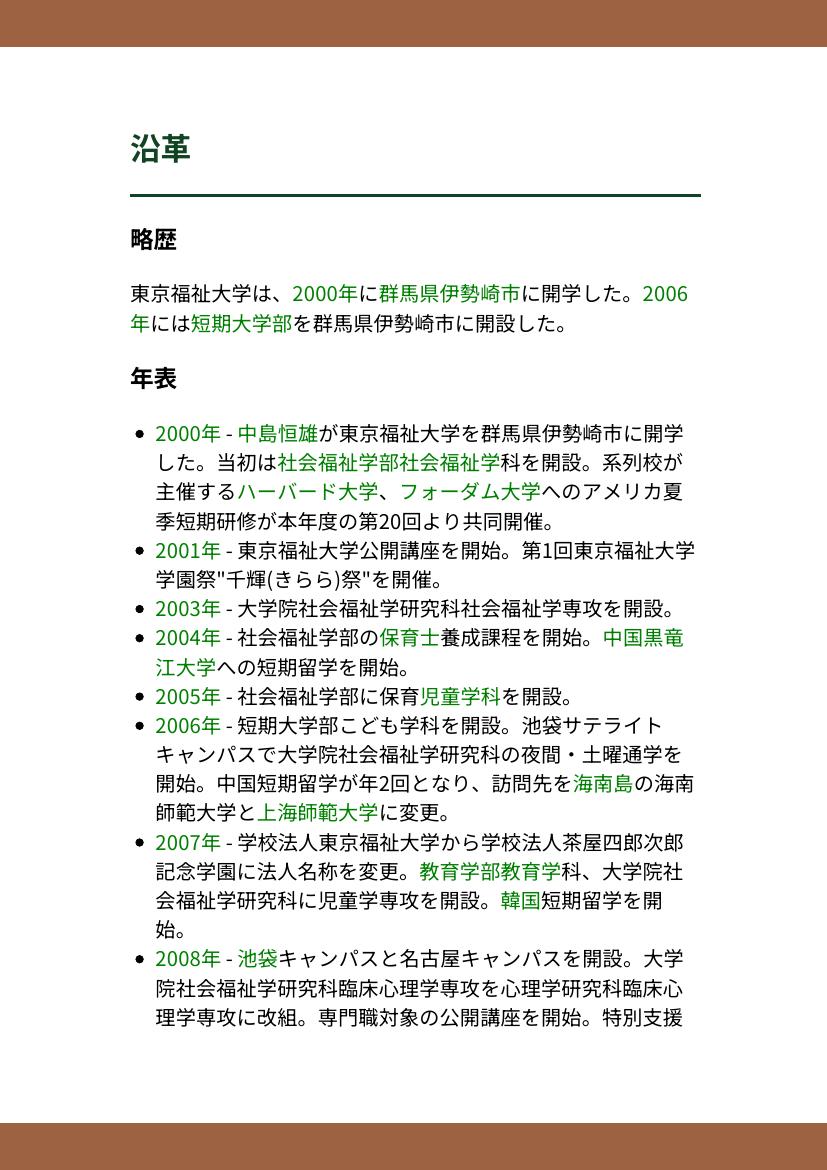 沿革
略歴
東京福祉大学は、2000年に群馬県伊勢崎市に開学した。2006
年には短期大学部を群馬県伊勢崎市に開設した。
年表
• 2000年 - 中島恒雄が東京福祉大学を群馬県伊勢崎市に開学
した。当初は社会福祉学部社会福祉学科を開設。系列校が
主催するハーバード大学、フォーダム大学へのアメリカ夏
季短期研修が本年度の第20回より共同開催。
• 2001年 - 東京福祉大学公開講座を開始。第1回東京福祉大学
学園祭"千輝(きらら)祭"を開催。
• 2003年 - 大学院社会福祉学研究科社会福祉学専攻を開設。
• 2004年 - 社会福祉学部の保育士養成課程を開始。中国黒竜
江大学への短期留学を開始。
• 2005年 - 社会福祉学部に保育児童学科を開設。
• 2006年 - 短期大学部こども学科を開設。池袋サテライト
キャンパスで大学院社会福祉学研究科の夜間・土曜通学を
開始。中国短期留学が年2回となり、訪問先を海南島の海南
師範大学と上海師範大学に変更。
• 2007年 - 学校法人東京福祉大学から学校法人茶屋四郎次郎
記念学園に法人名称を変更。教育学部教育学科、大学院社
会福祉学研究科に児童学専攻を開設。韓国短期留学を開
始。
• 2008年 - 池袋キャンパスと名古屋キャンパスを開設。大学
院社会福祉学研究科臨床心理学専攻を心理学研究科臨床心
理学専攻に改組。専門職対象の公開講座を開始。特別支援